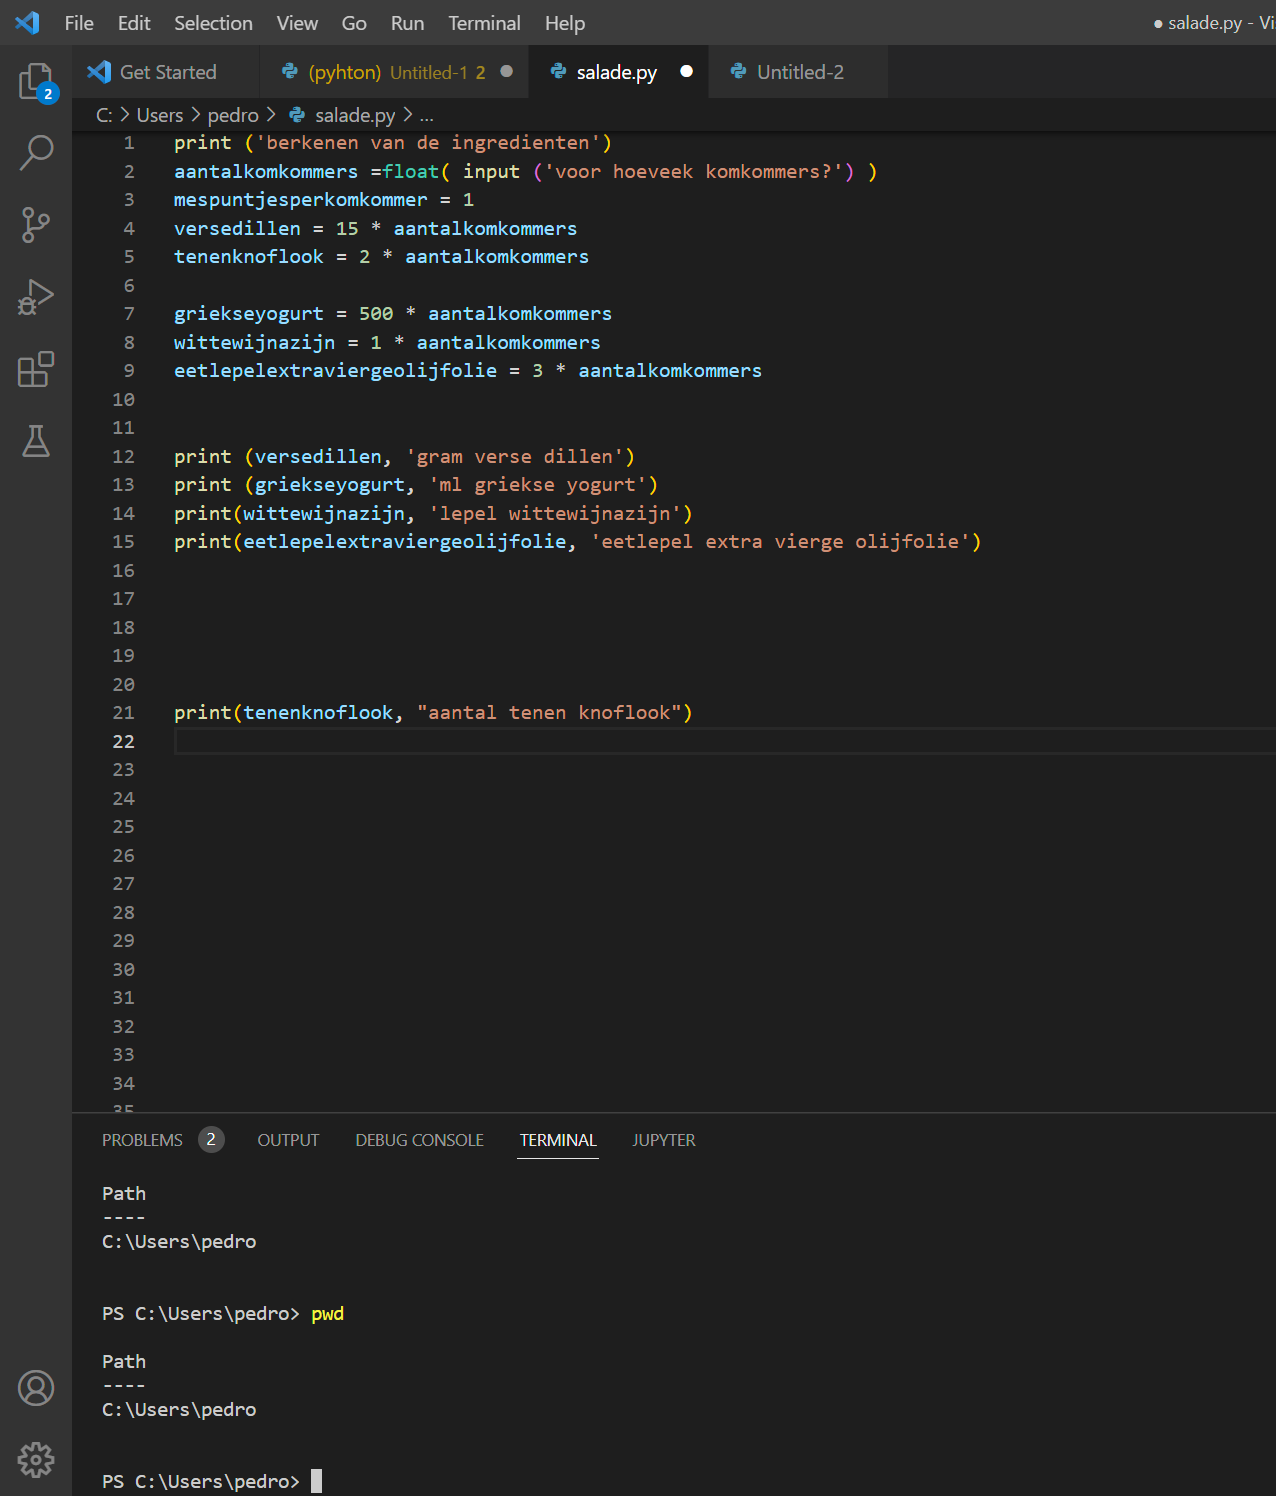 File Edit Selection View Go Run Terminal Help ● salade.py - Vi
Get Started (pyhton) Untitled-1 2 ● salade.py ● Untitled-2
2
C: > Users > pedro > salade.py > ...
1 print ('berkenen van de ingredienten')
2 aantalkomkommers =float( input ('voor hoeveek komkommers?') )
3 mespuntjesperkomkommer = 1
4 versedillen = 15 * aantalkomkommers
5 tenenknoflook = 2 * aantalkomkommers
6
7 griekseyogurt = 500 * aantalkomkommers
8 wittewijnazijn = 1 * aantalkomkommers
9 eetlepelextraviergeolijfolie = 3 * aantalkomkommers
10
11
12 print (versedillen, 'gram verse dillen')
13 print (griekseyogurt, 'ml griekse yogurt')
14 print(wittewijnazijn, 'lepel wittewijnazijn')
15 print(eetlepelextraviergeolijfolie, 'eetlepel extra vierge olijfolie')
16
17
18
19
20
21 print(tenenknoflook, "aantal tenen knoflook")
22
23
24
25
26
27
28
29
30
31
32
33
34
35
PROBLEMS 2 OUTPUT DEBUG CONSOLE TERMINAL JUPYTER
Path
----
C:\Users\pedro
PS C:\Users\pedro> pwd
Path
----
C:\Users\pedro
PS C:\Users\pedro>